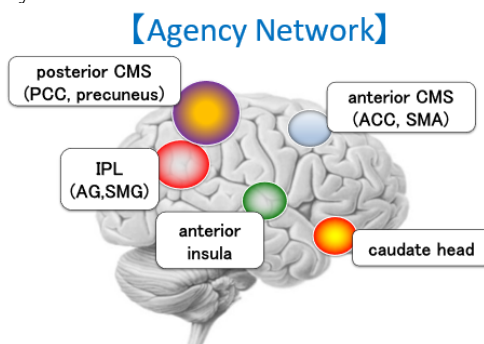 【Agency Network】
posterior CMS
(PCC, precuneus)
anterior CMS
(ACC, SMA)
IPL
(AG,SMG)
anterior
insula
caudate head